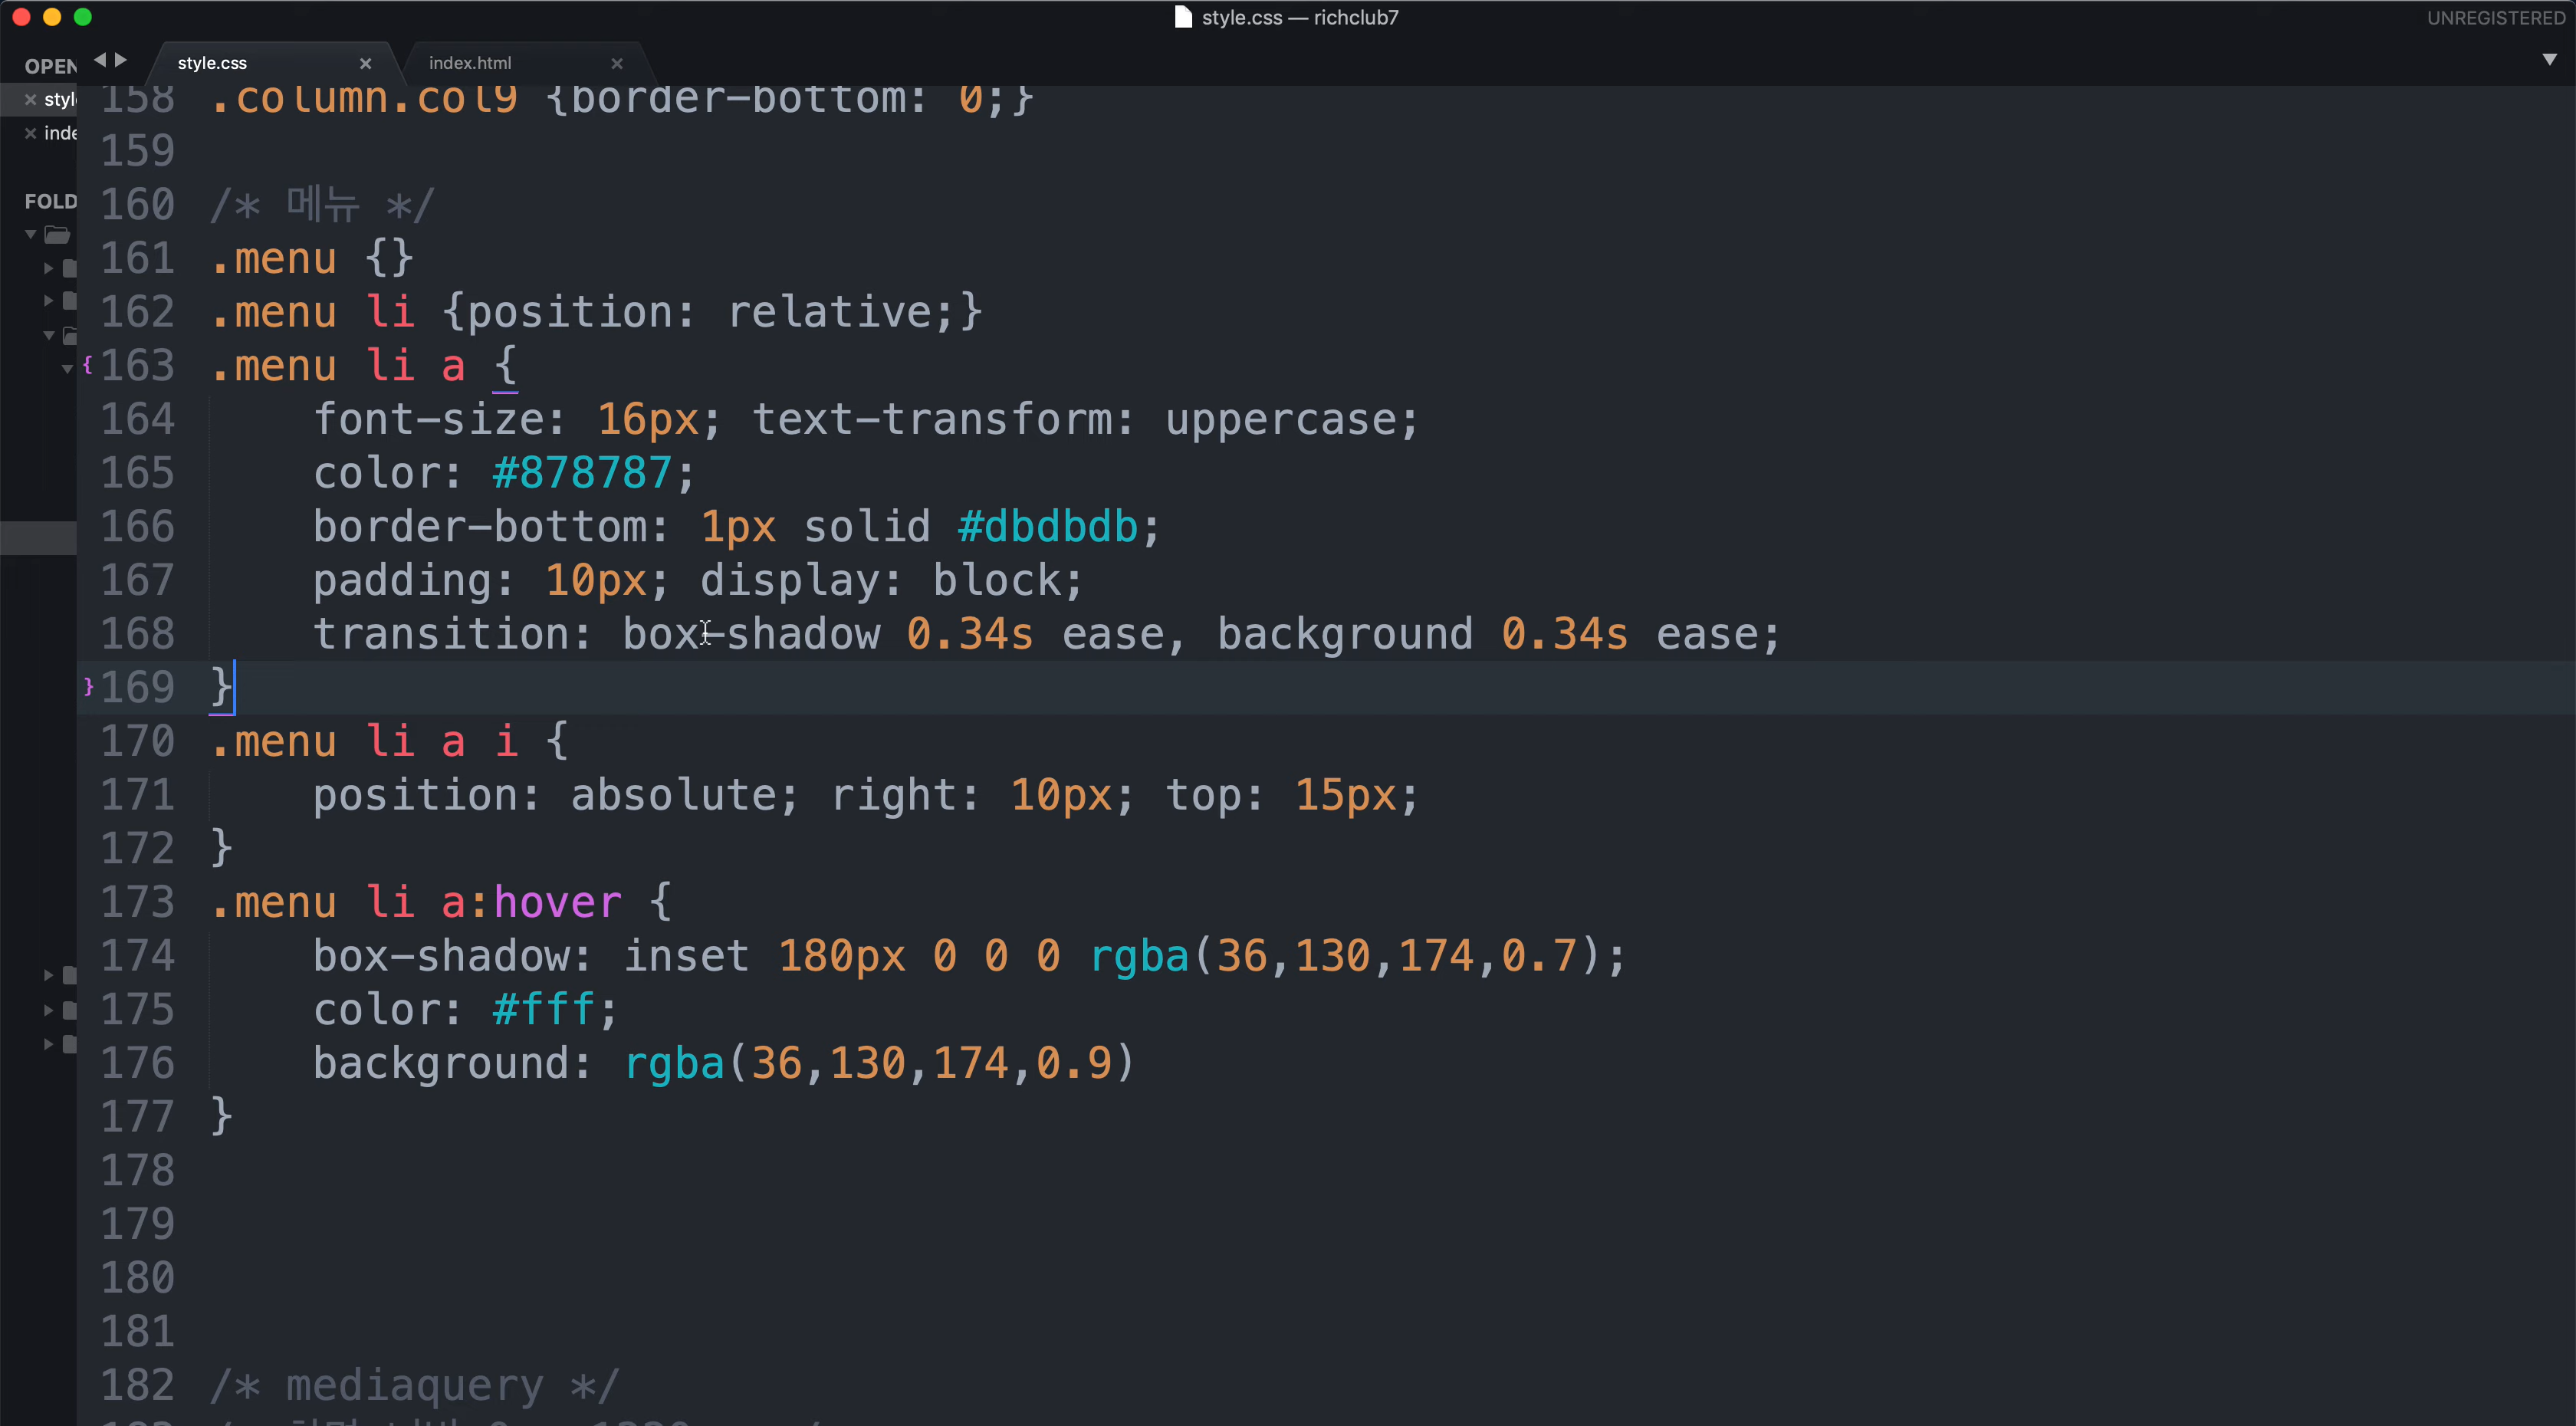 style.css — richclub7
UNREGISTERED
OPEN
style.css
index.html
FOLD
158 .column.col9 {border-bottom: 0;}
159
160 /* 메뉴 */
161 .menu {}
162 .menu li {position: relative;}
163 .menu li a {
164 font-size: 16px; text-transform: uppercase;
165 color: #878787;
166 border-bottom: 1px solid #dbdbdb;
167 padding: 10px; display: block;
168 transition: box-shadow 0.34s ease, background 0.34s ease;
169 }
170 .menu li a i {
171 position: absolute; right: 10px; top: 15px;
172 }
173 .menu li a:hover {
174 box-shadow: inset 180px 0 0 0 rgba(36,130,174,0.7);
175 color: #fff;
176 background: rgba(36,130,174,0.9)
177 }
178
179
180
181
182 /* mediaquery */